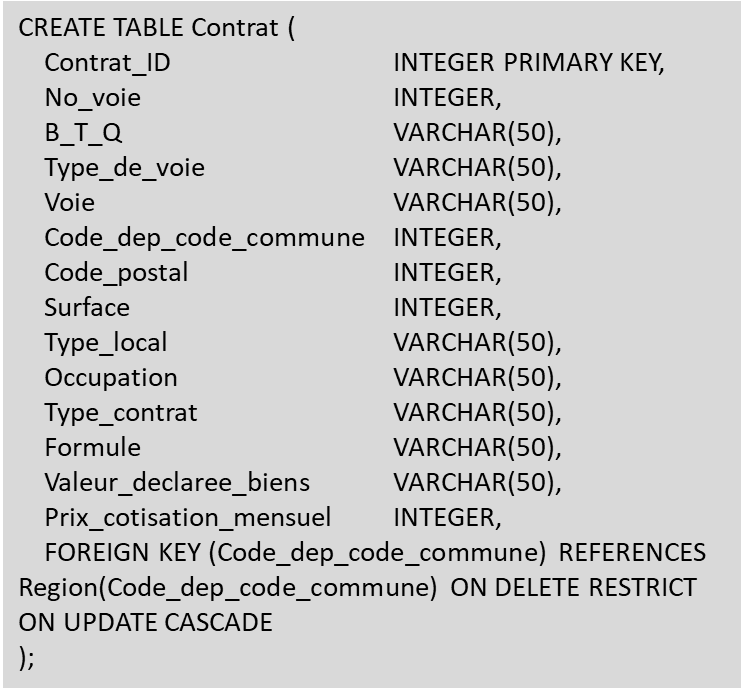 CREATE TABLE Contrat (
Contrat_ID INTEGER PRIMARY KEY,
No_voie INTEGER,
B_T_Q VARCHAR(50),
Type_de_voie VARCHAR(50),
Voie VARCHAR(50),
Code_dep_code_commune INTEGER,
Code_postal INTEGER,
Surface INTEGER,
Type_local VARCHAR(50),
Occupation VARCHAR(50),
Type_contrat VARCHAR(50),
Formule VARCHAR(50),
Valeur_declaree_biens VARCHAR(50),
Prix_cotisation_mensuel INTEGER,
FOREIGN KEY (Code_dep_code_commune) REFERENCES
Region(Code_dep_code_commune) ON DELETE RESTRICT
ON UPDATE CASCADE
);